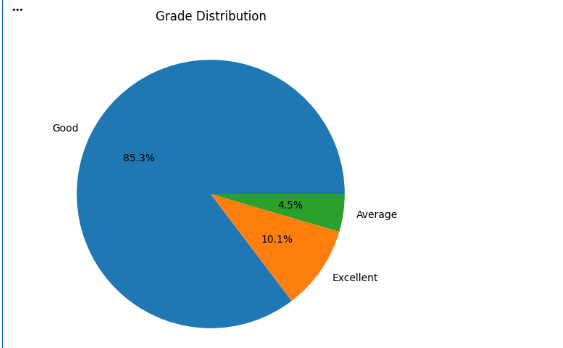 ...
Grade Distribution
Good
85.3%
4.5%
Average
10.1%
Excellent